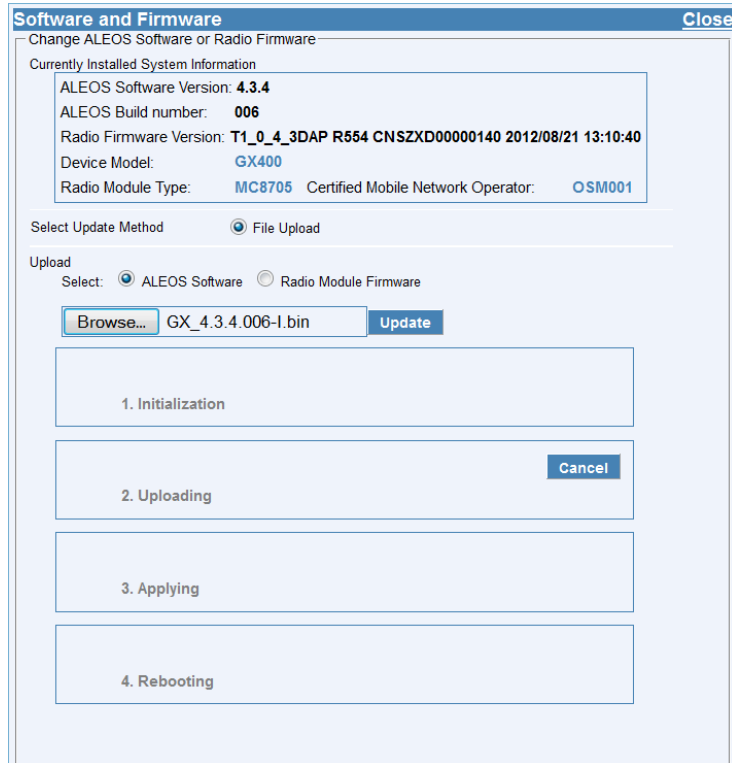 Software and Firmware Close
Change ALEOS Software or Radio Firmware
Currently Installed System Information
ALEOS Software Version: 4.3.4
ALEOS Build number: 006
Radio Firmware Version: T1_0_4_3DAP R554 CNSZXD00000140 2012/08/21 13:10:40
Device Model: GX400
Radio Module Type: MC8705 Certified Mobile Network Operator: OSM001
Select Update Method File Upload
Upload
Select: ALEOS Software Radio Module Firmware
Browse... GX_4.3.4.006-I.bin Update
1. Initialization
Cancel
2. Uploading
3. Applying
4. Rebooting